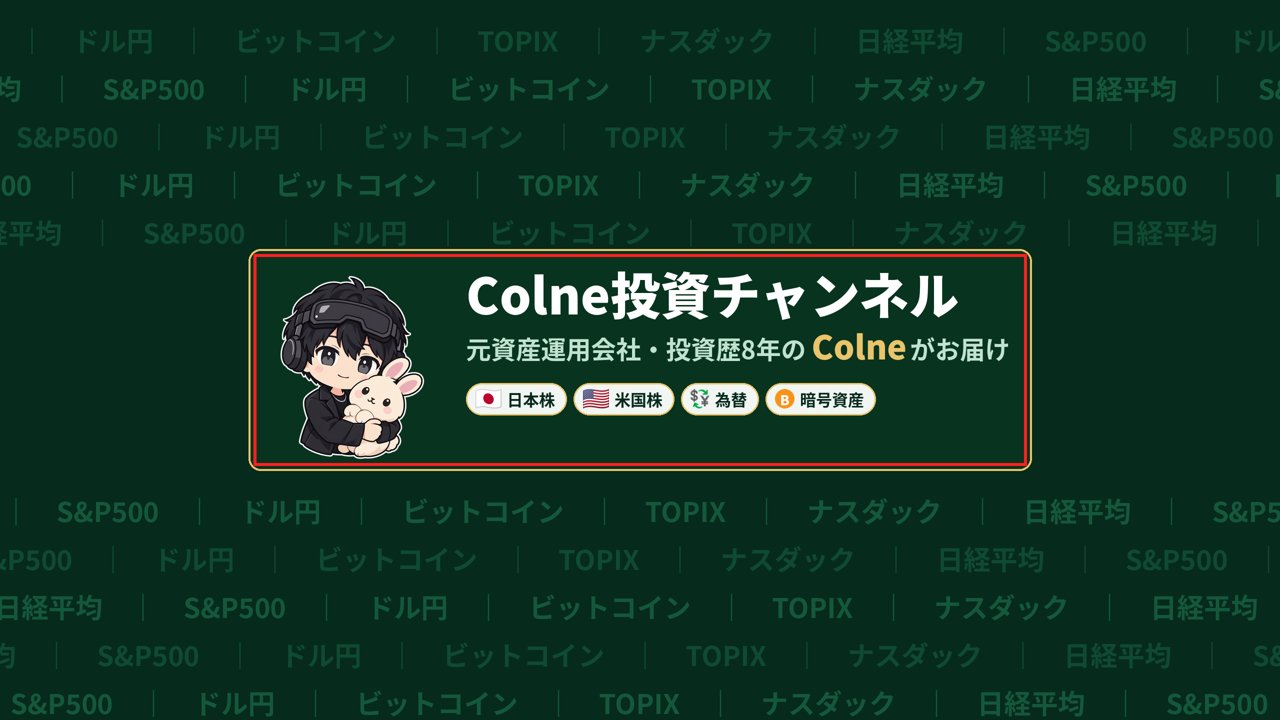 ドル円 | ビットコイン | TOPIX | ナスダック | 日経平均 | S&P500 | ドル
均 | S&P500 | ドル円 | ビットコイン | TOPIX | ナスダック | 日経平均 | S&
S&P500 | ドル円 | ビットコイン | TOPIX | ナスダック | 日経平均 | S&P500
00 | ドル円 | ビットコイン | TOPIX | ナスダック | 日経平均 | S&P500 |
経平均 | S&P500 | ドル円 | ビットコイン | TOPIX | ナスダック | 日経平均 |
Colne投資チャンネル
元資産運用会社・投資歴8年の Colne がお届け
日本株 米国株 為替 暗号資産
| S&P500 | ドル円 | ビットコイン | TOPIX | ナスダック | 日経平均 | S&P5
&P500 | ドル円 | ビットコイン | TOPIX | ナスダック | 日経平均 | S&P500 |
日経平均 | S&P500 | ドル円 | ビットコイン | TOPIX | ナスダック | 日経平均
均 | S&P500 | ドル円 | ビットコイン | TOPIX | ナスダック | 日経平均 | S&
S&P500 | ドル円 | ビットコイン | TOPIX | ナスダック | 日経平均 | S&P500